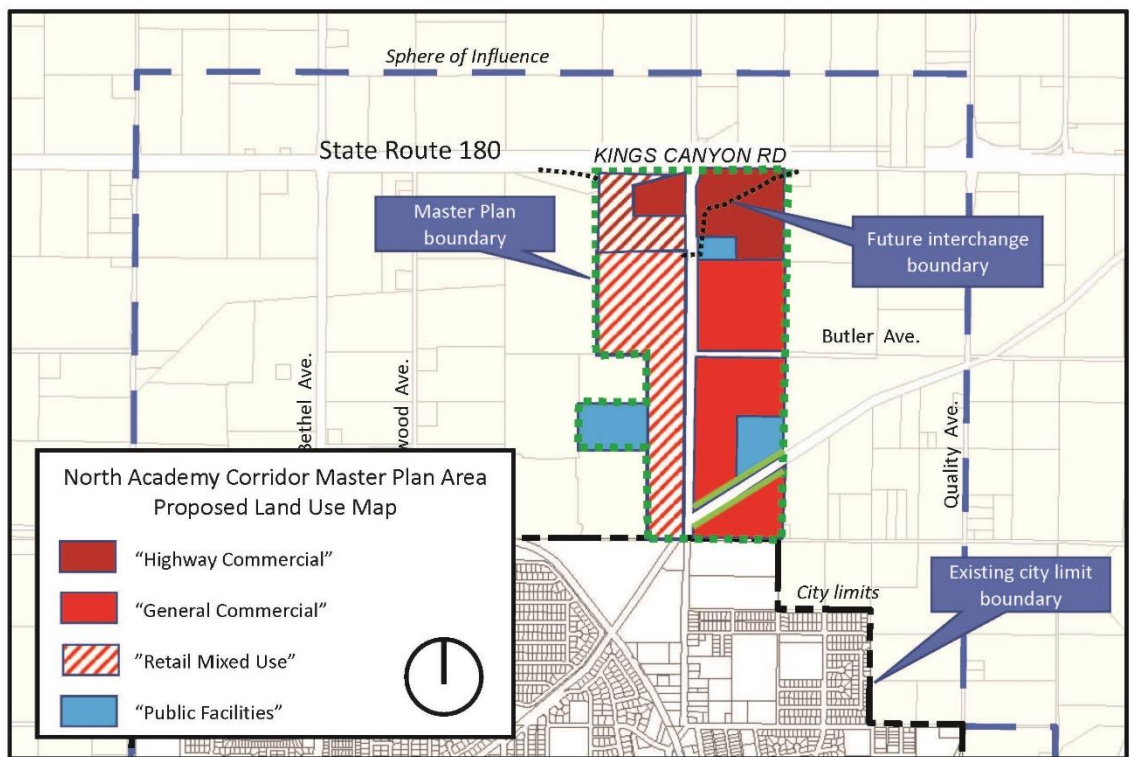 Sphere of Influence
State Route 180
KINGS CANYON RD
Master Plan
boundary
Future interchange
boundary
Butler Ave.
Bethel Ave.
wood Ave.
Quality Ave.
North Academy Corridor Master Plan Area
Proposed Land Use Map
“Highway Commercial”
“General Commercial”
”Retail Mixed Use”
“Public Facilities”
City limits
Existing city limit
boundary